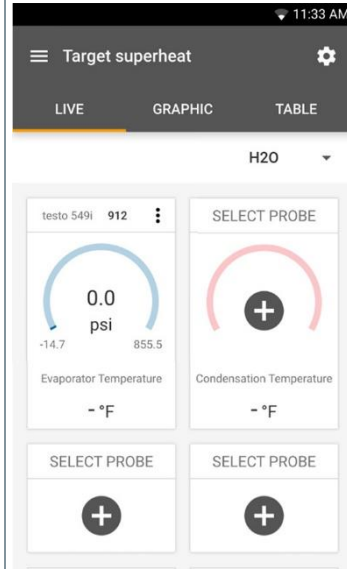 11:33 AM
Target superheat
LIVE GRAPHIC TABLE
H2O
testo 549i 912 SELECT PROBE
0.0
psi
-14.7 855.5
Evaporator Temperature Condensation Temperature
- °F - °F
SELECT PROBE SELECT PROBE